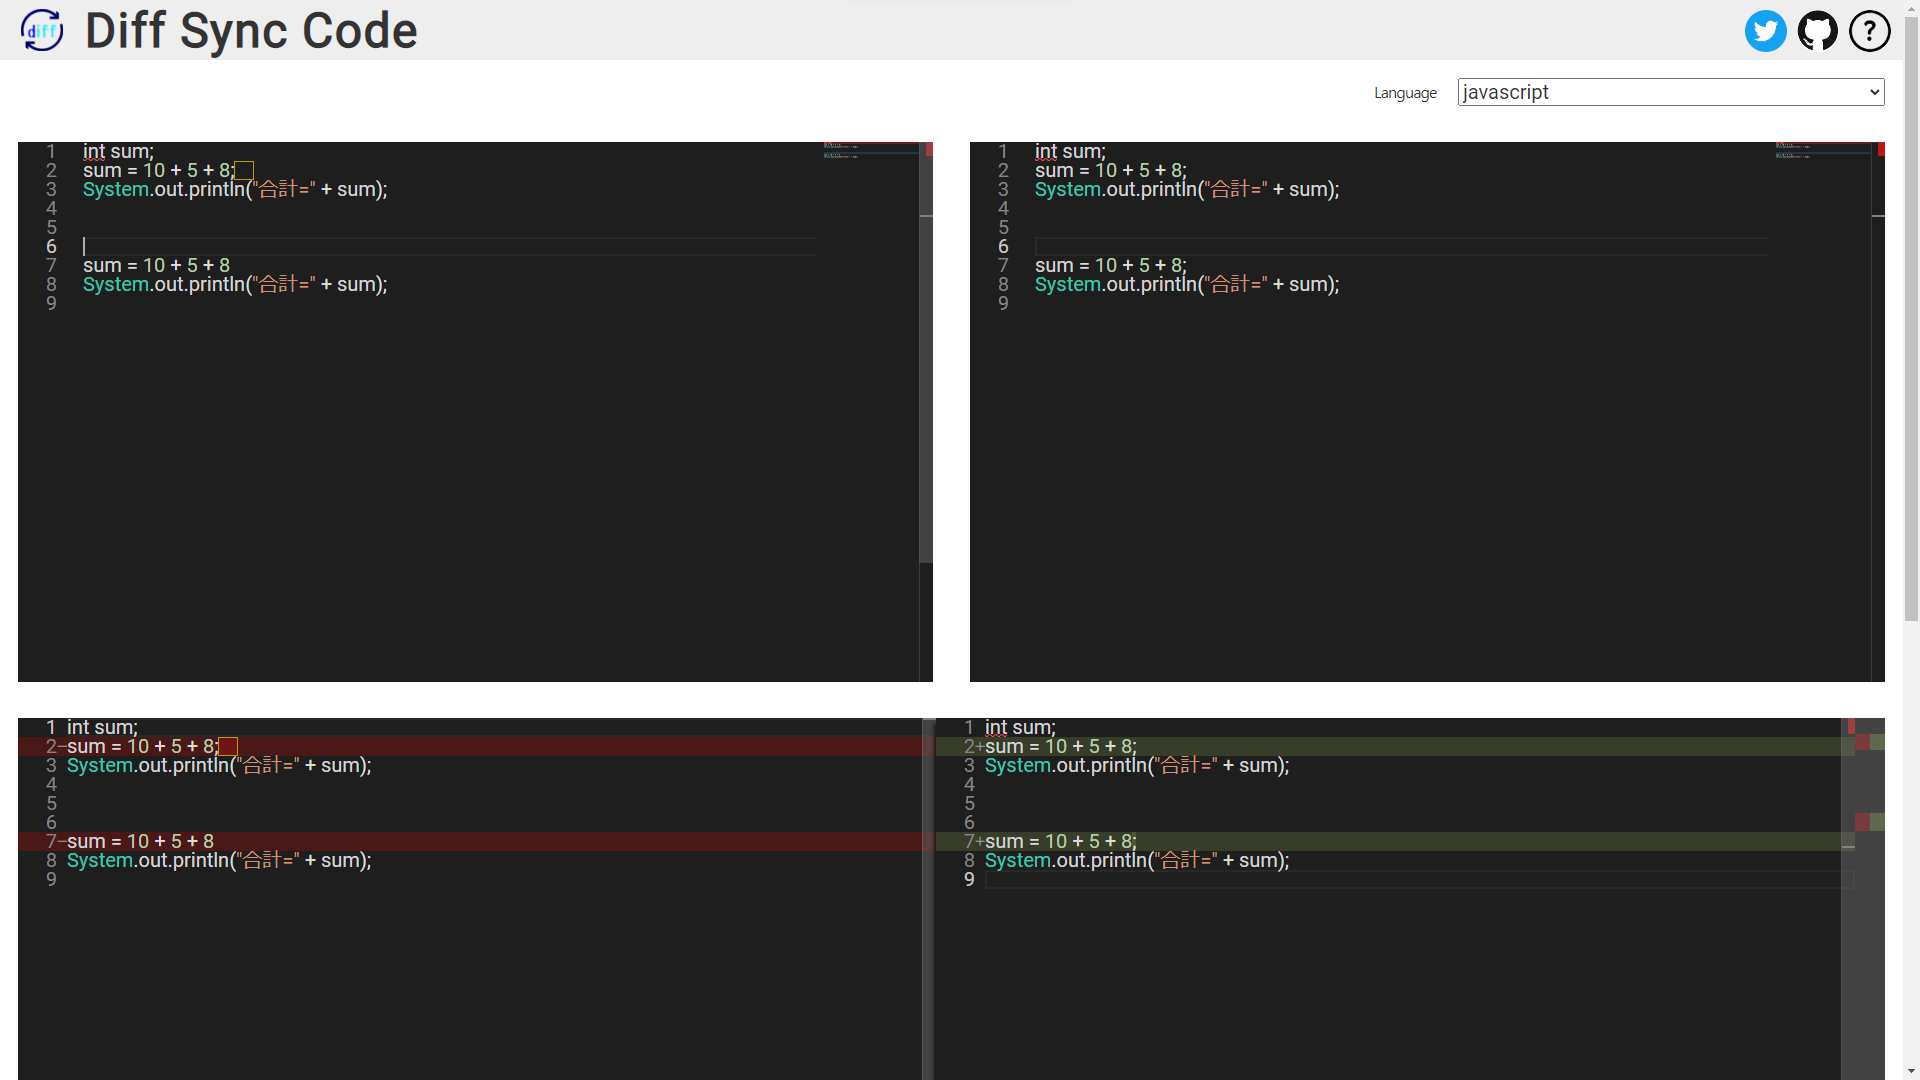 diff Diff Sync Code
Language javascript
1 int sum;
2 sum = 10 + 5 + 8;
3 System.out.println("合計=" + sum);
4
5
6
7 sum = 10 + 5 + 8
8 System.out.println("合計=" + sum);
9
1 int sum;
2 sum = 10 + 5 + 8;
3 System.out.println("合計=" + sum);
4
5
6
7 sum = 10 + 5 + 8;
8 System.out.println("合計=" + sum);
9
1 int sum;
2-sum = 10 + 5 + 8;
3 System.out.println("合計=" + sum);
4
5
6
7-sum = 10 + 5 + 8
8 System.out.println("合計=" + sum);
9
1 int sum;
2+sum = 10 + 5 + 8;
3 System.out.println("合計=" + sum);
4
5
6
7+sum = 10 + 5 + 8;
8 System.out.println("合計=" + sum);
9